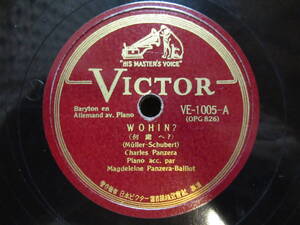 "HIS MASTER'S VOICE"
VICTOR
Baryton en
Allemand av. Piano
VE-1005-A
(OPG 826)
WOHIN?
(何處へ?)
(Müller-Schubert)
Charles Panzera
Piano acc. par
Magdeleine Panzera-Baillot